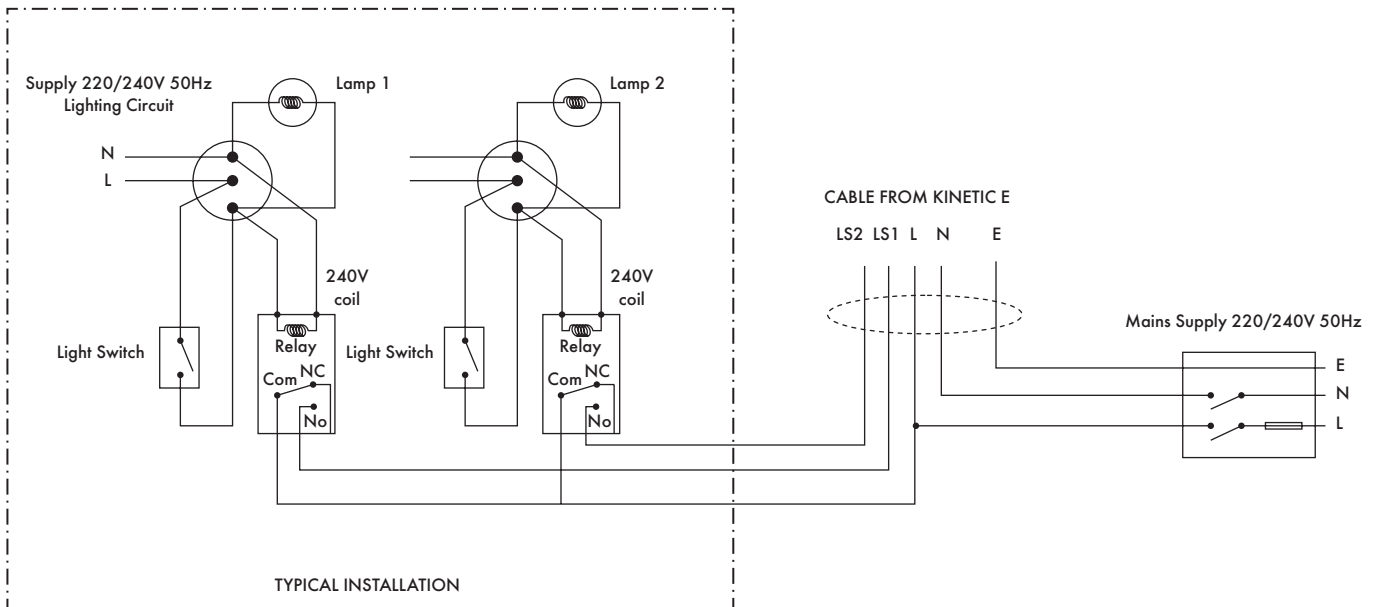 Supply 220/240V 50Hz
Lighting Circuit
Lamp 1
Lamp 2
N
L
CABLE FROM KINETIC E
LS2 LS1 L N E
240V
coil
240V
coil
Mains Supply 220/240V 50Hz
Light Switch
Relay
Light Switch
Relay
Com
NC
No
Com
NC
No
E
N
L
TYPICAL INSTALLATION